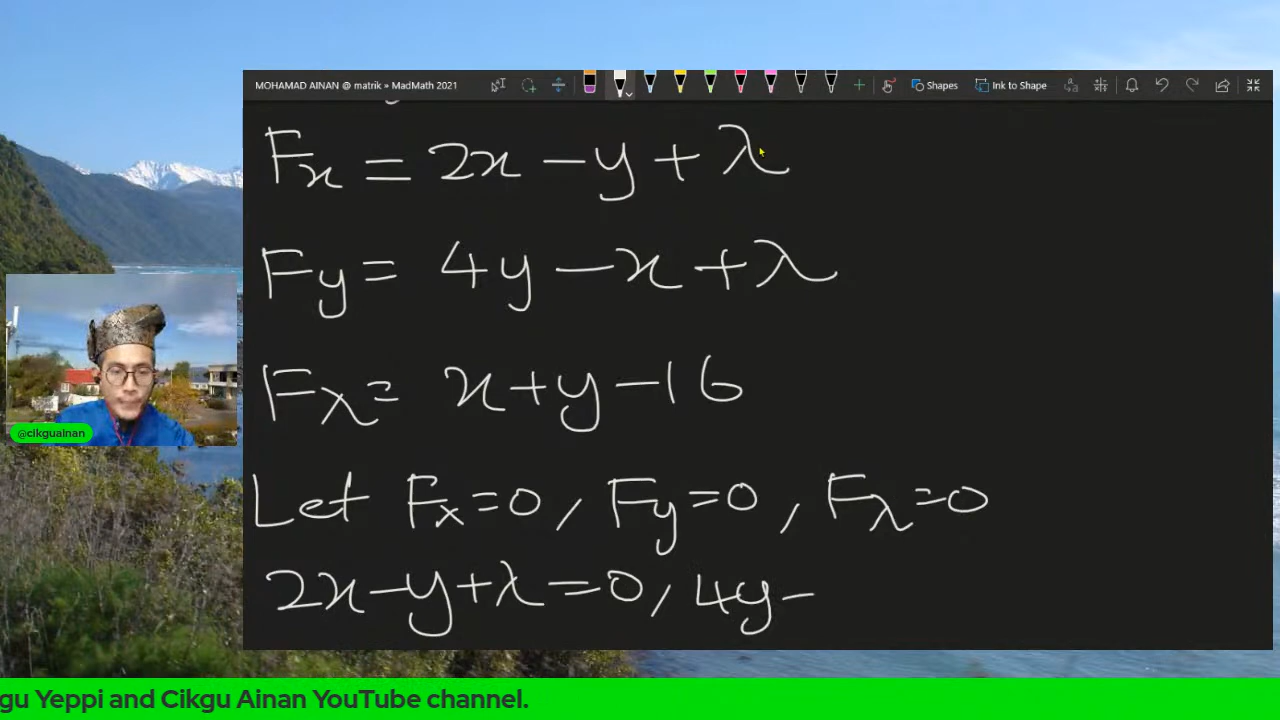 MOHAMAD AINAN @ matrik » MadMath 2021
Shapes
Ink to Shape
Fx = 2x - y + λ
Fy = 4y - x + λ
Fλ = x + y - 16
@cikguainan
Let Fx = 0, Fy = 0, Fλ = 0
2x - y + λ = 0, 4y -
gu Yeppi and Cikgu Ainan YouTube channel.